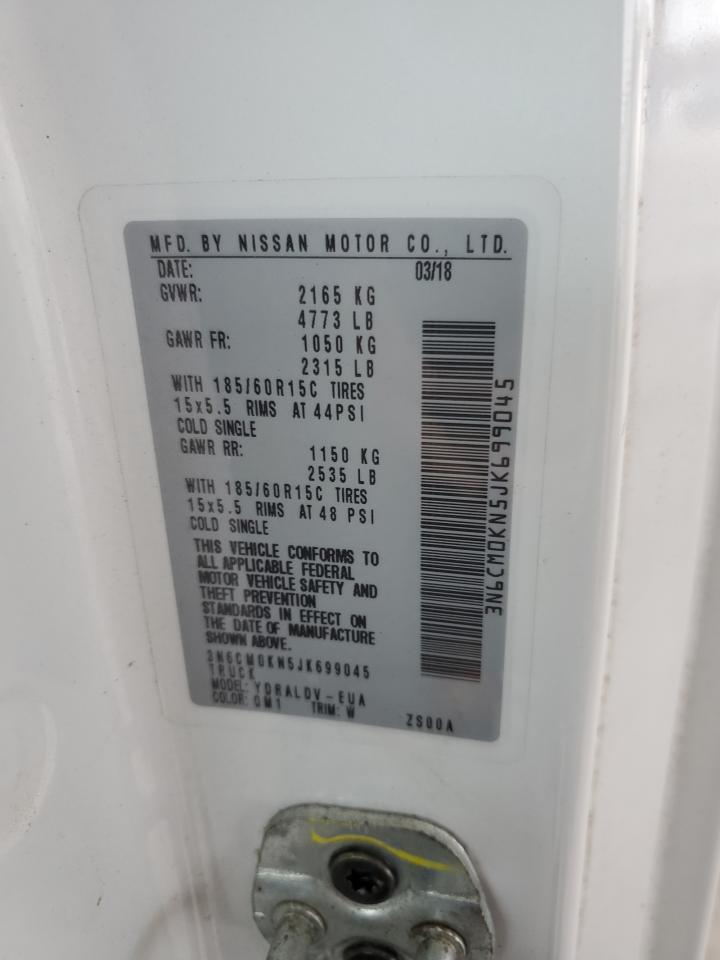 MFD. BY NISSAN MOTOR CO., LTD.
DATE: 03/18
GVWR: 2165 KG
4773 LB
GAWR FR: 1050 KG
2315 LB
WITH 185/60R15C TIRES
15x5.5 RIMS AT 44PSI
COLD SINGLE
GAWR RR: 1150 KG
2535 LB
WITH 185/60R15C TIRES
15x5.5 RIMS AT 48 PSI
COLD SINGLE
THIS VEHICLE CONFORMS TO
ALL APPLICABLE FEDERAL
MOTOR VEHICLE SAFETY AND
THEFT PREVENTION
STANDARDS IN EFFECT ON
THE DATE OF MANUFACTURE
SHOWN ABOVE.
3N6CM0KN5JK699045
TRUCK
MODEL: YDRALDV-EUA
COLOR: QM1 TRIM: W ZS00A
3N6CM0KN5JK699045